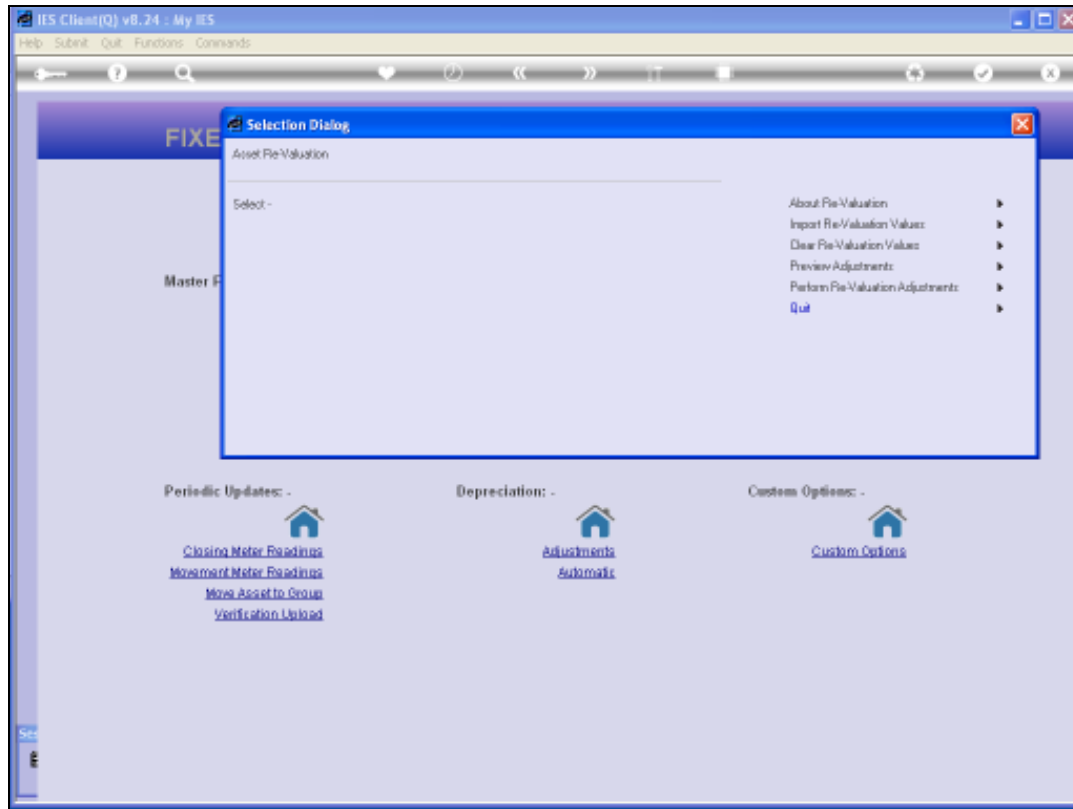 IES Client(Q) v8.24 : My IES
Help Submit Quit Functions Commands
FIXE
Selection Dialog
Asset Re-Valuation
Select -
About Re-Valuation
Import Re-Valuation Values
Clear Re-Valuation Values
Preview Adjustments
Perform Re-Valuation Adjustments
Quit
Master F
Periodic Updates: -
Depreciation: -
Custom Options: -
Closing Meter Readings
Adjustments
Custom Options
Movement Meter Readings
Automatic
Move Asset to Group
Verification Upload
Ses